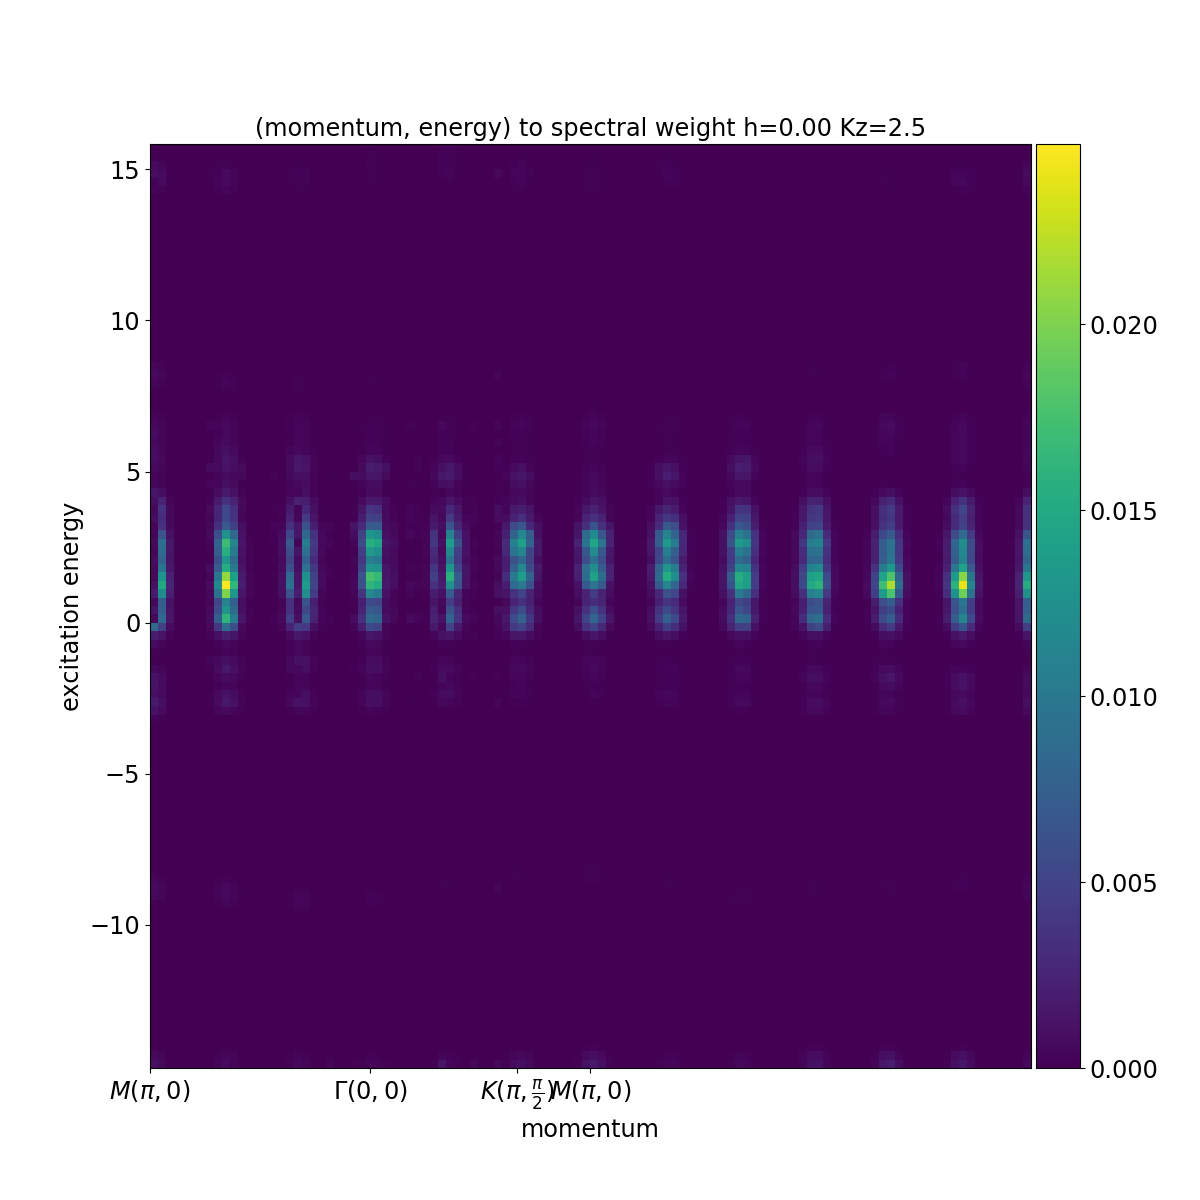 (momentum, energy) to spectral weight h=0.00 Kz=2.5
15
10
5
0
−5
−10
excitation energy
M(π, 0)
Γ(0, 0)
K(π, π/2)
M(π, 0)
momentum
0.020
0.015
0.010
0.005
0.000